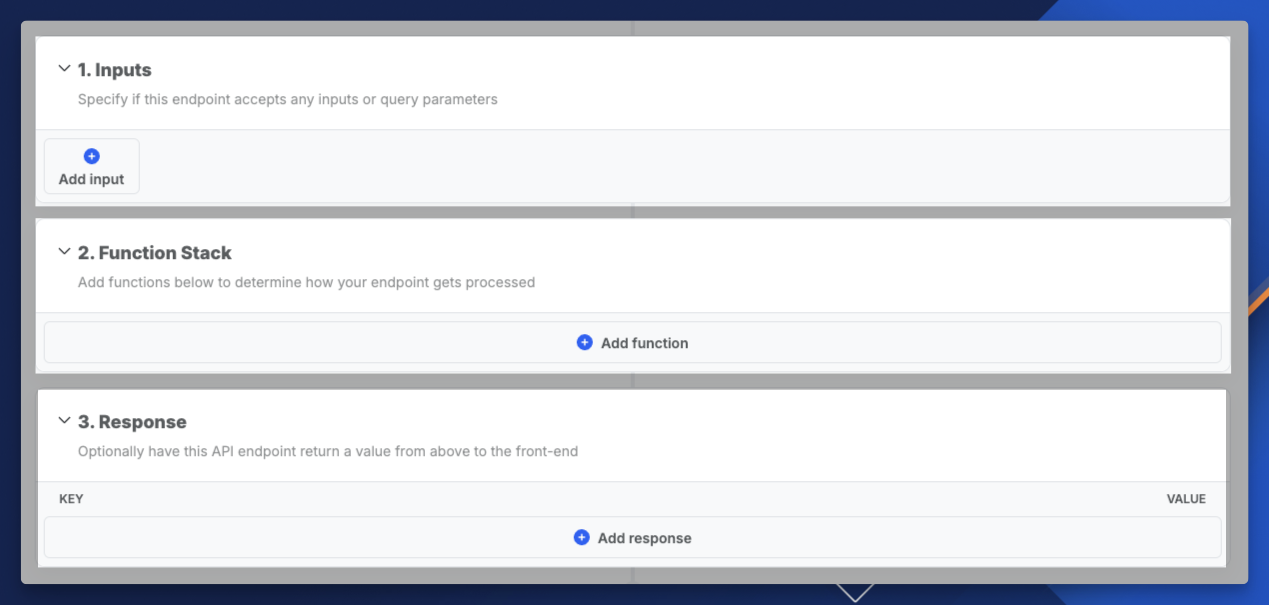 1. Inputs
Specify if this endpoint accepts any inputs or query parameters
Add input
2. Function Stack
Add functions below to determine how your endpoint gets processed
Add function
3. Response
Optionally have this API endpoint return a value from above to the front-end
KEY VALUE
Add response